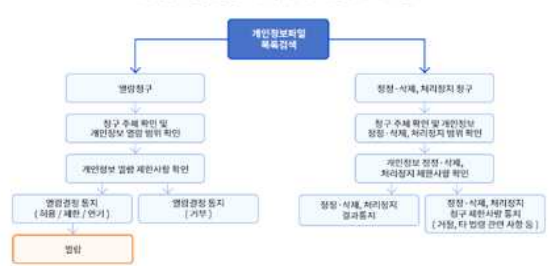 개인정보파일
목록검색
열람청구
청구 주체 확인 및
개인정보 열람 범위 확인
개인정보 열람 제한사항 확인
열람결정 통지
( 허용 / 제한 / 연기 )
열람결정 통지
( 거부 )
열람
정정·삭제, 처리정지 청구
청구 주체 확인 및 개인정보
정정·삭제, 처리정지 범위 확인
개인정보 정정·삭제,
처리정지 제한사항 확인
정정·삭제, 처리정지
결과통지
정정·삭제, 처리정지
청구 제한사항 통지
( 거절, 타 법령 관련 사항 등 )